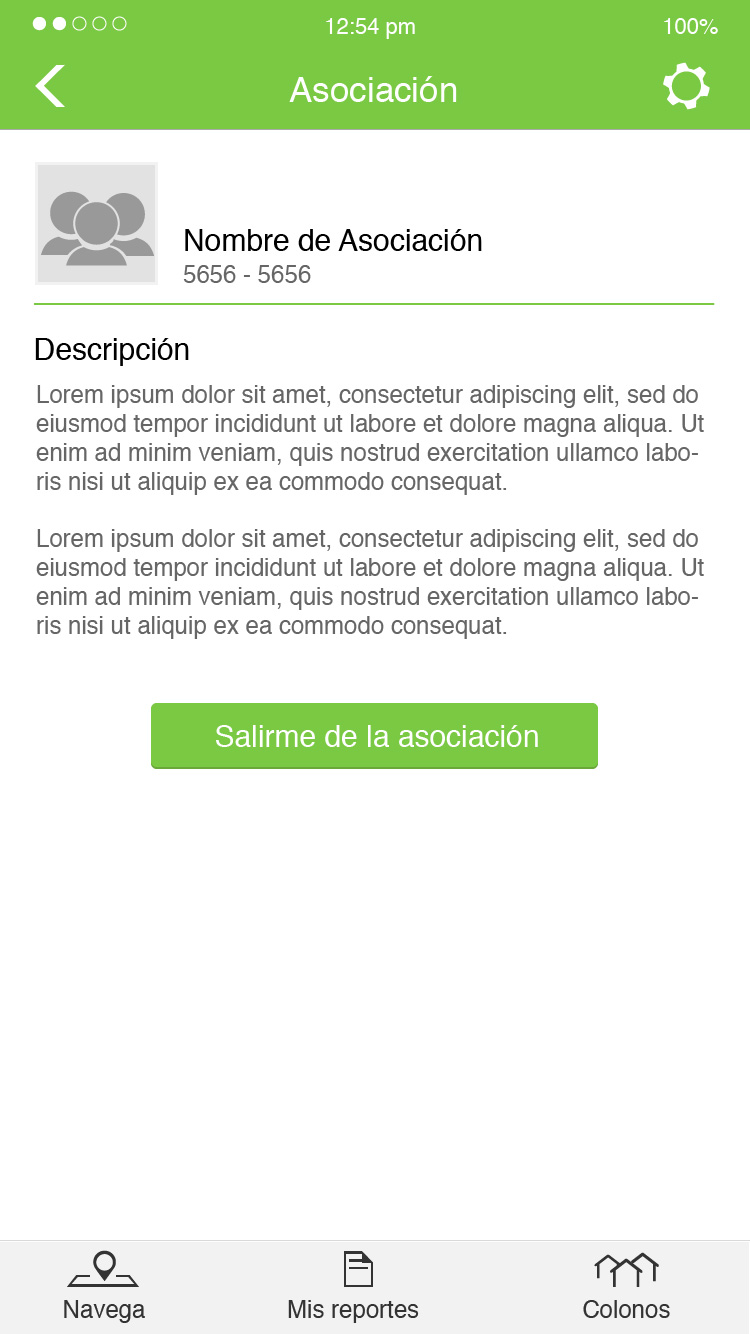 12:54 pm
100%
Asociación
Nombre de Asociación
5656 - 5656
Descripción
Lorem ipsum dolor sit amet, consectetur adipiscing elit, sed do
eiusmod tempor incididunt ut labore et dolore magna aliqua. Ut
enim ad minim veniam, quis nostrud exercitation ullamco labo-
ris nisi ut aliquip ex ea commodo consequat.
Lorem ipsum dolor sit amet, consectetur adipiscing elit, sed do
eiusmod tempor incididunt ut labore et dolore magna aliqua. Ut
enim ad minim veniam, quis nostrud exercitation ullamco labo-
ris nisi ut aliquip ex ea commodo consequat.
Salirme de la asociación
Navega
Mis reportes
Colonos